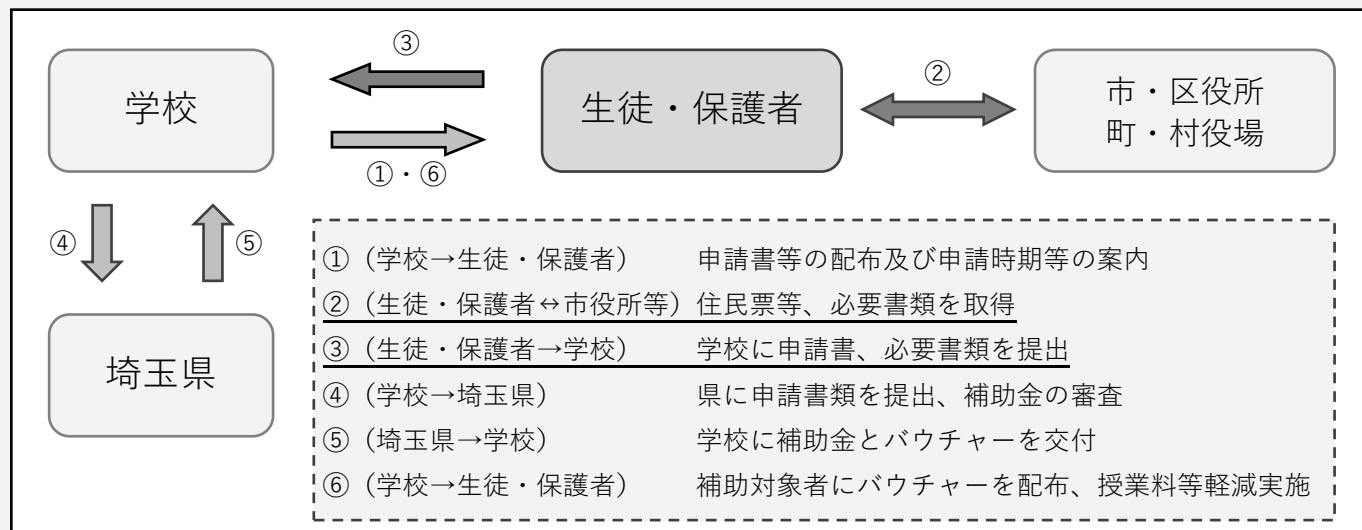 ③
学校
生徒・保護者
②
市・区役所
町・村役場
①・⑥
④
⑤
埼玉県
①（学校→生徒・保護者） 申請書等の配布及び申請時期等の案内
②（生徒・保護者↔市役所等）住民票等、必要書類を取得
③（生徒・保護者→学校） 学校に申請書、必要書類を提出
④（学校→埼玉県） 県に申請書類を提出、補助金の審査
⑤（埼玉県→学校） 学校に補助金とバウチャーを交付
⑥（学校→生徒・保護者） 補助対象者にバウチャーを配布、授業料等軽減実施